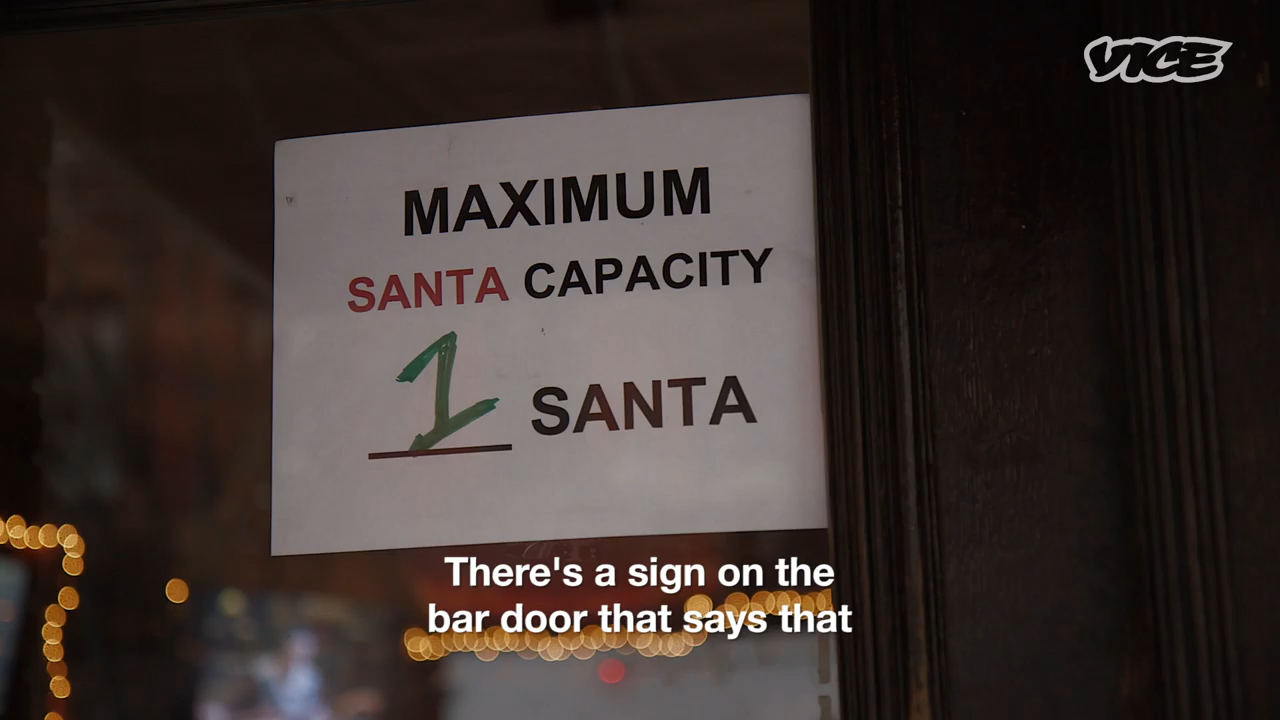 VICE
MAXIMUM
SANTA CAPACITY
1 SANTA
There's a sign on the
bar door that says that